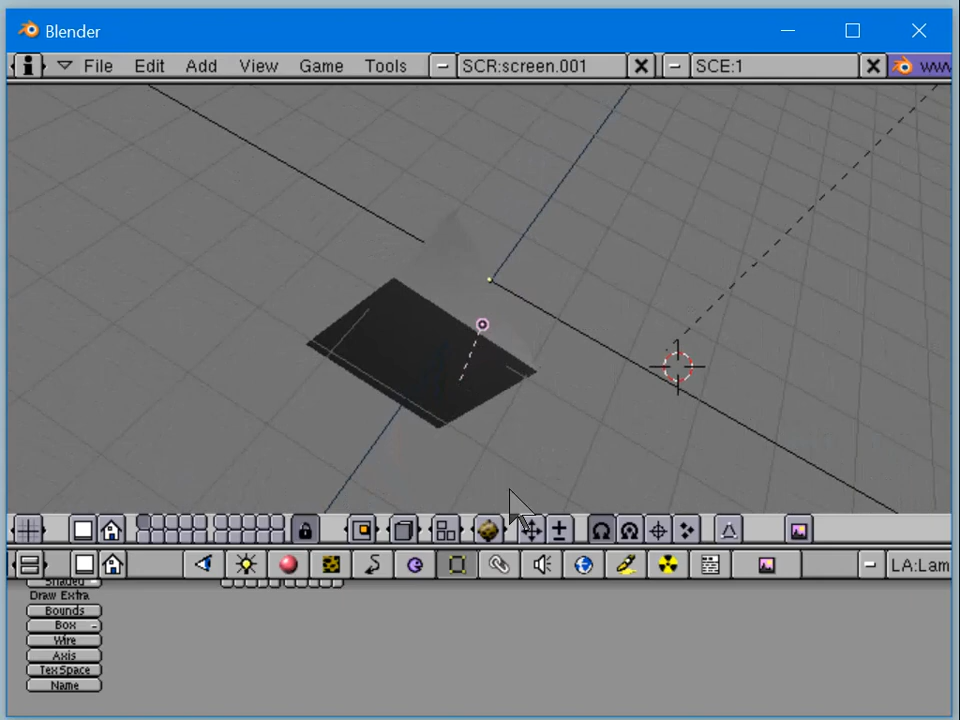 Blender
File Edit Add View Game Tools SCR:screen.001 SCE:1 www
LA:Lam
Shaded
Draw Extra
Bounds
Box
Wire
Axis
TexSpace
Name